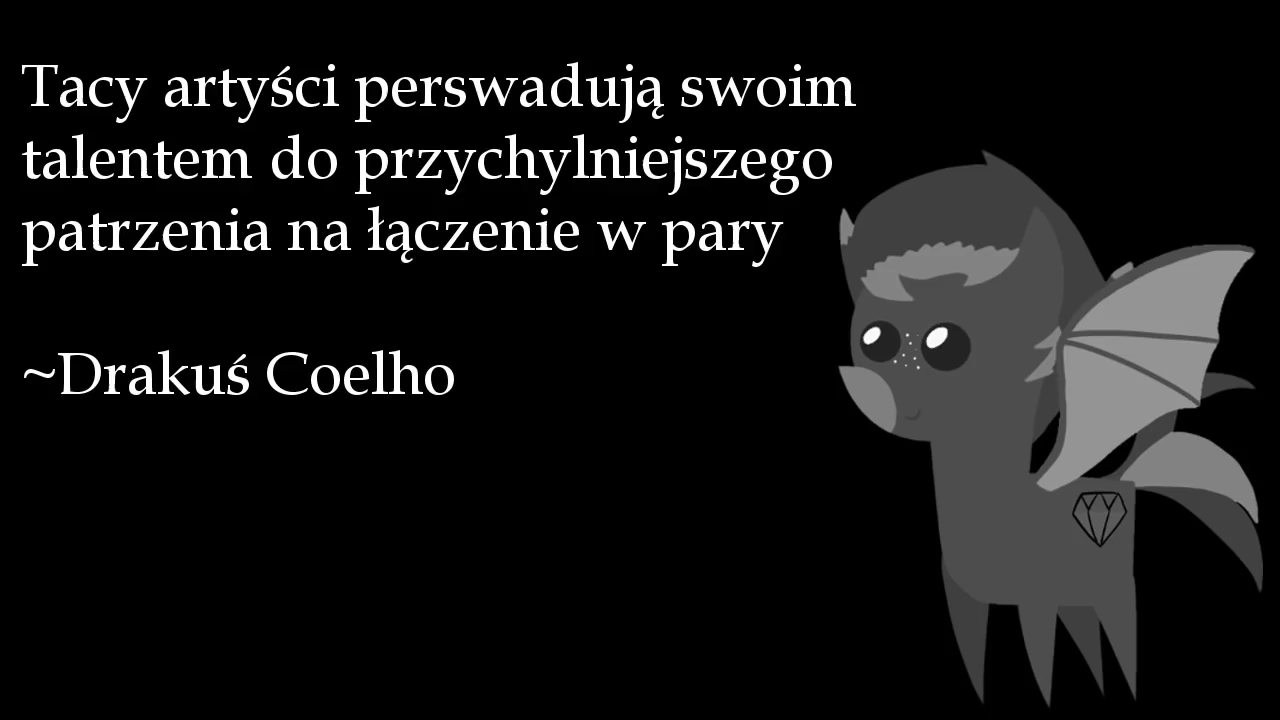 Tacy artyści perswadują swoim
talentem do przychylniejszego
patrzenia na łączenie w pary
~Drakuś Coelho